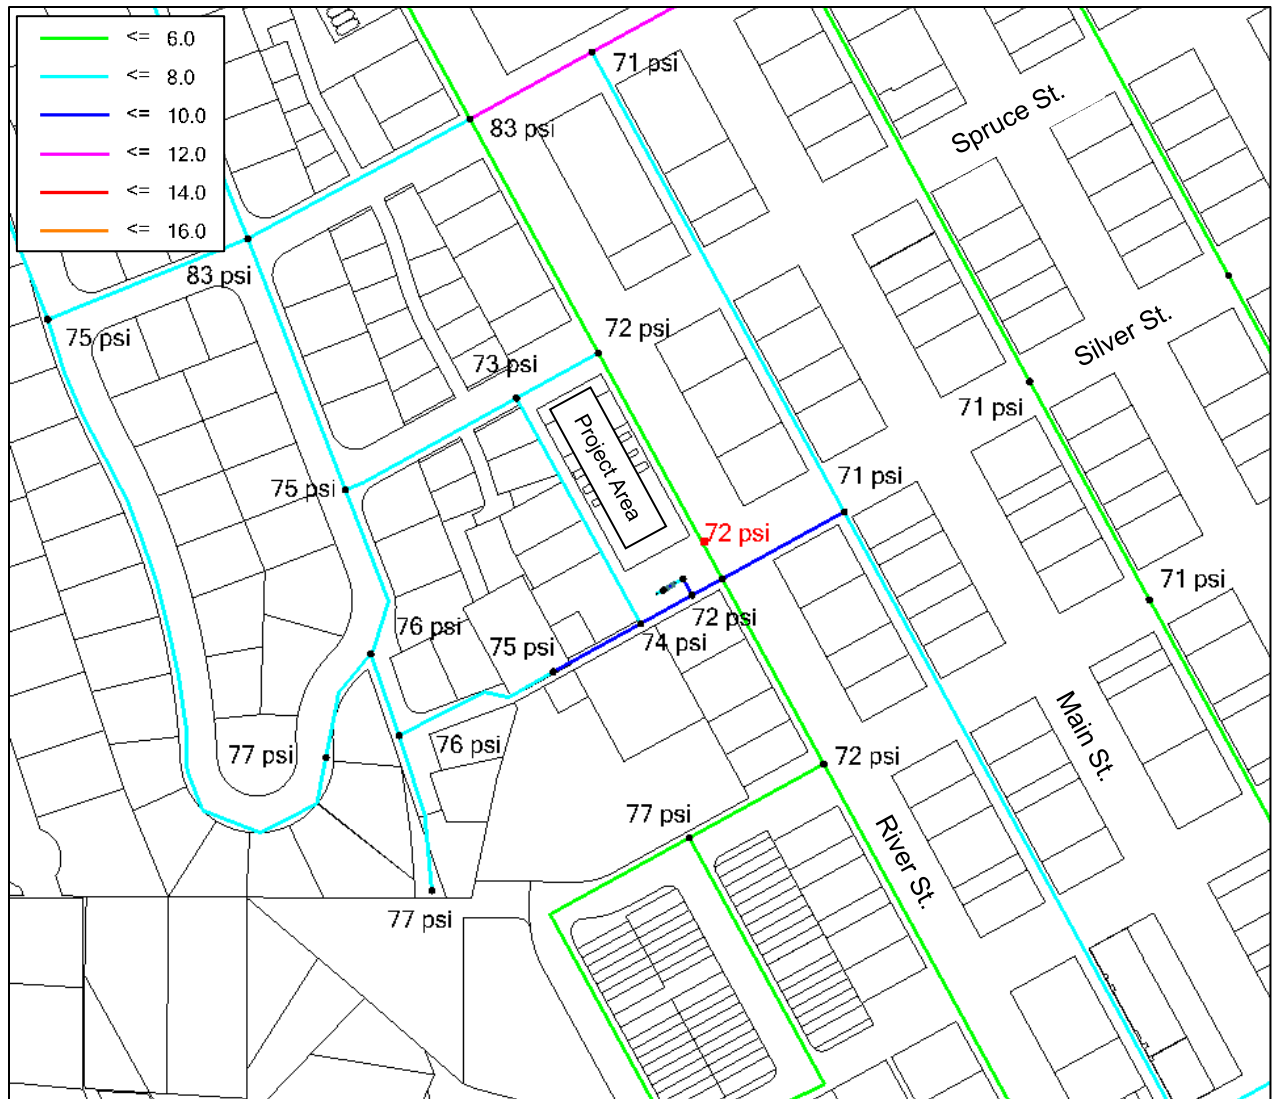 <= 6.0
<= 8.0
<= 10.0
<= 12.0
<= 14.0
<= 16.0
71 psi
83 psi
Spruce St.
83 psi
75 psi
72 psi
73 psi
Silver St.
71 psi
Project Area
75 psi
71 psi
72 psi
71 psi
72 psi
76 psi
74 psi
75 psi
Main St.
76 psi
77 psi
72 psi
77 psi
River St.
77 psi